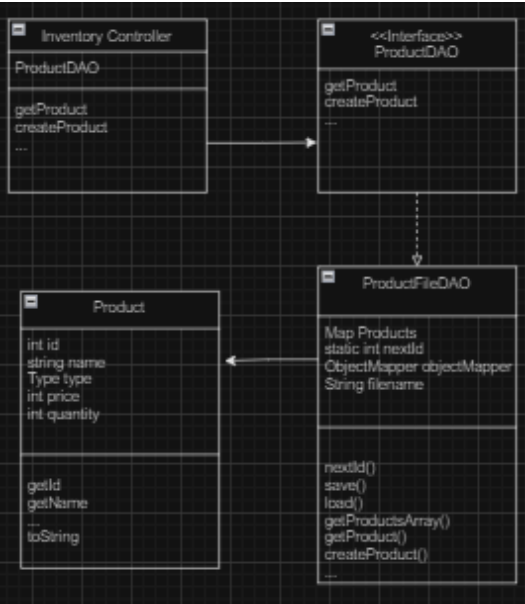 Inventory Controller
ProductDAO
getProduct
createProduct
...
<<Interface>>
ProductDAO
getProduct
createProduct
...
Product
int id
string name
Type type
int price
int quantity
getId
getName
...
toString
ProductFileDAO
Map Products
static int nextId
ObjectMapper objectMapper
String filename
nextId()
save()
load()
getProductsArray()
getProduct()
createProduct()
...